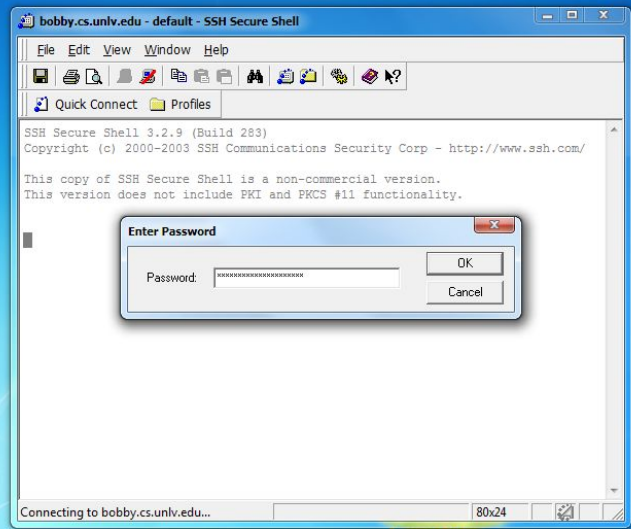 bobby.cs.unlv.edu - default - SSH Secure Shell
File Edit View Window Help
Quick Connect Profiles
SSH Secure Shell 3.2.9 (Build 283)
Copyright (c) 2000-2003 SSH Communications Security Corp - http://www.ssh.com/
This copy of SSH Secure Shell is a non-commercial version.
This version does not include PKI and PKCS #11 functionality.
Enter Password
Password:
OK
Cancel
Connecting to bobby.cs.unlv.edu...
80x24